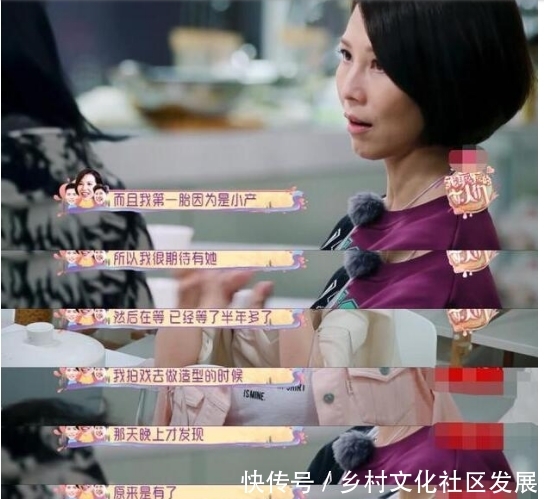 而且我第一胎因为是小产
所以我很期待有她
然后在等 已经等了半年多了
我拍戏去做造型的时候
IS NINE.
那天晚上才发现
原来是有了
快传号/乡村文化社区发展